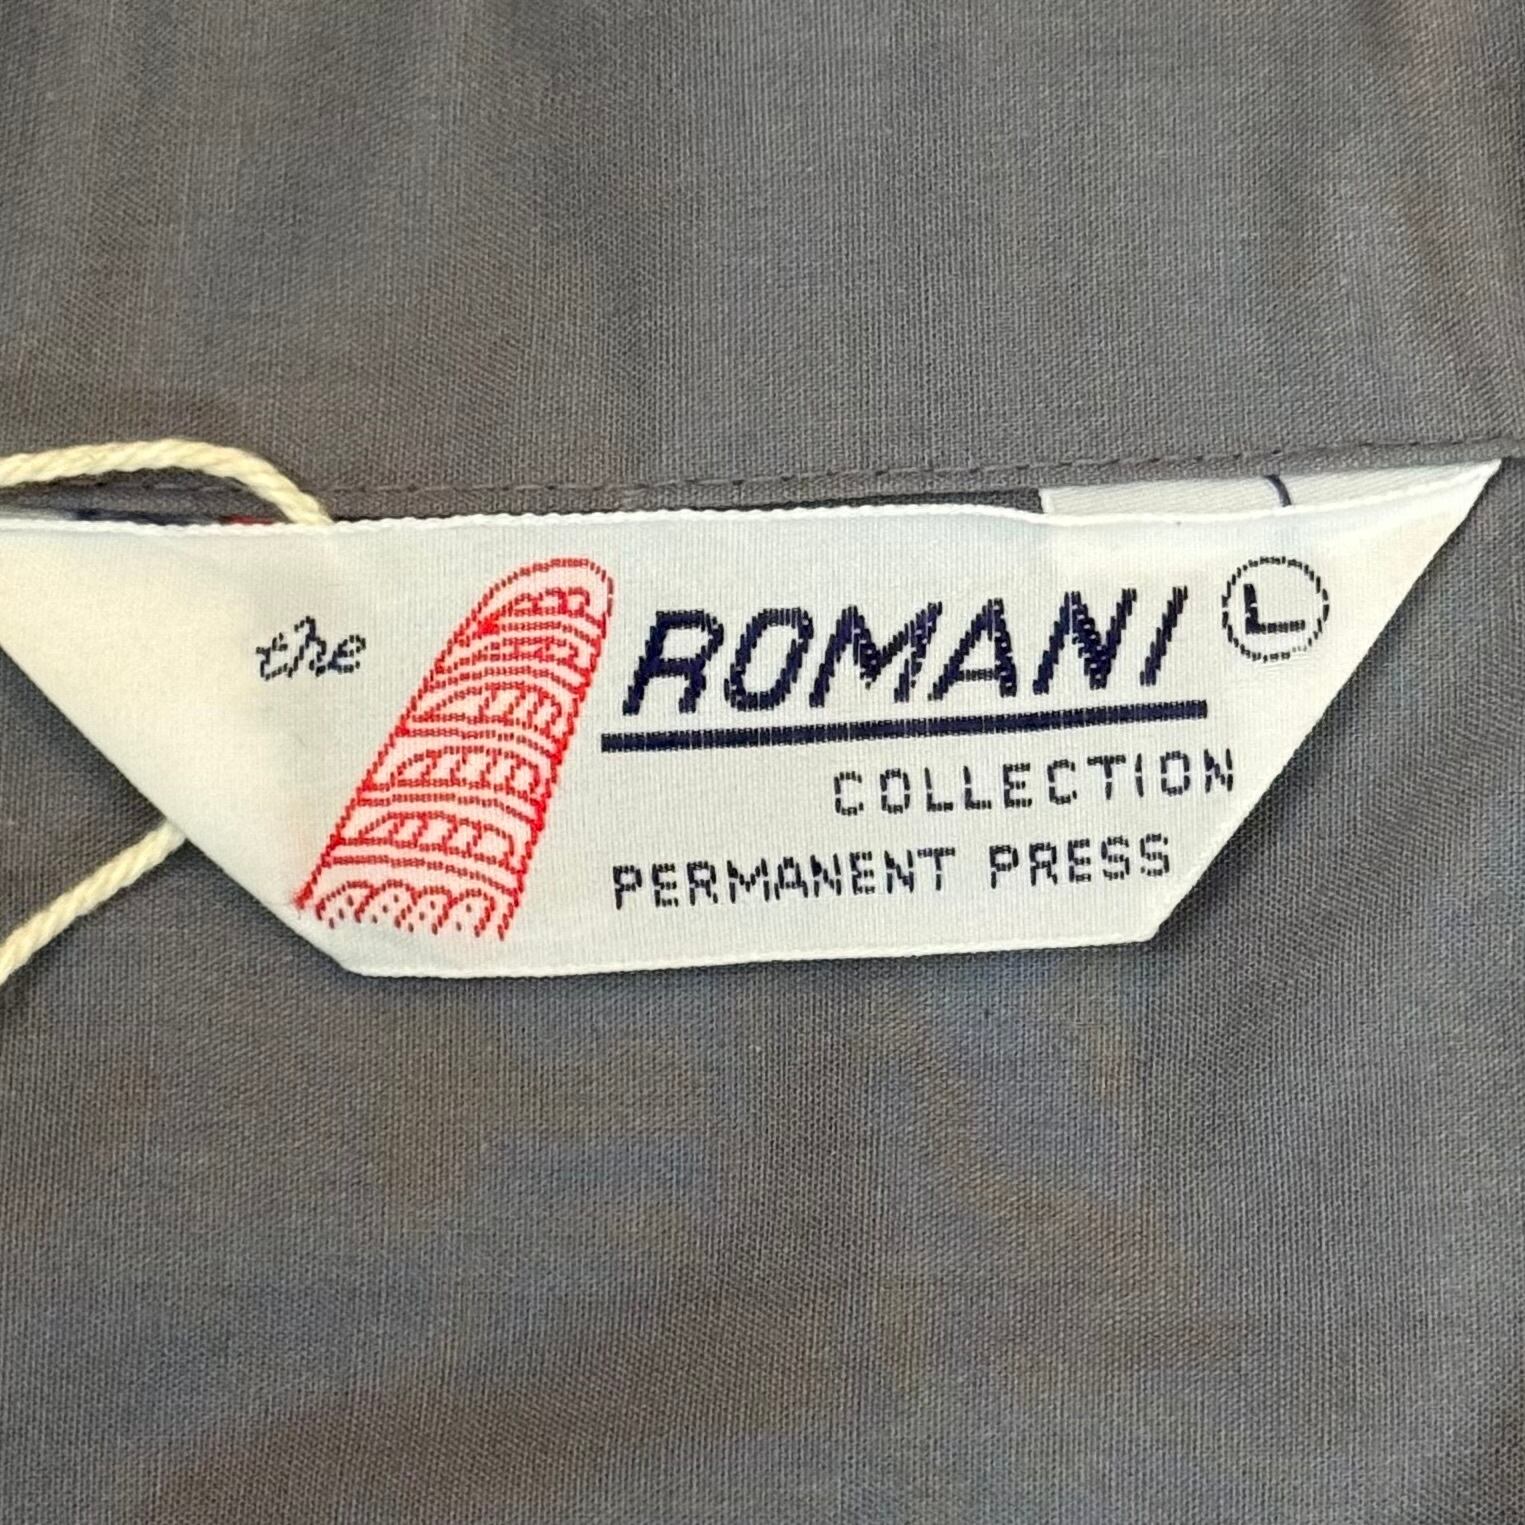 the ROMANI L
COLLECTION
PERMANENT PRESS